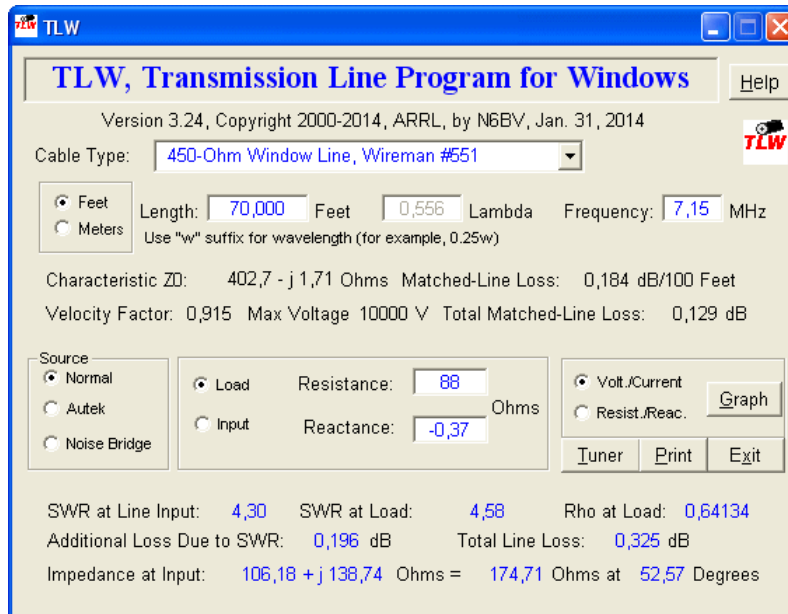 TLW
TLW, Transmission Line Program for Windows
Help
Version 3.24, Copyright 2000-2014, ARRL, by N6BV, Jan. 31, 2014
TLW
Cable Type: 450-Ohm Window Line, Wireman #551
Feet
Meters
Length: 70,000 Feet 0,556 Lambda Frequency: 7,15 MHz
Use "w" suffix for wavelength (for example, 0.25w)
Characteristic Z0: 402,7 - j 1,71 Ohms Matched-Line Loss: 0,184 dB/100 Feet
Velocity Factor: 0,915 Max Voltage 10000 V Total Matched-Line Loss: 0,129 dB
Source
Normal
Autek
Noise Bridge
Load
Input
Resistance: 88
Ohms
Reactance: -0,37
Volt./Current
Resist./Reac.
Graph
Tuner Print Exit
SWR at Line Input: 4,30 SWR at Load: 4,58 Rho at Load: 0,64134
Additional Loss Due to SWR: 0,196 dB Total Line Loss: 0,325 dB
Impedance at Input: 106,18 + j 138,74 Ohms = 174,71 Ohms at 52,57 Degrees